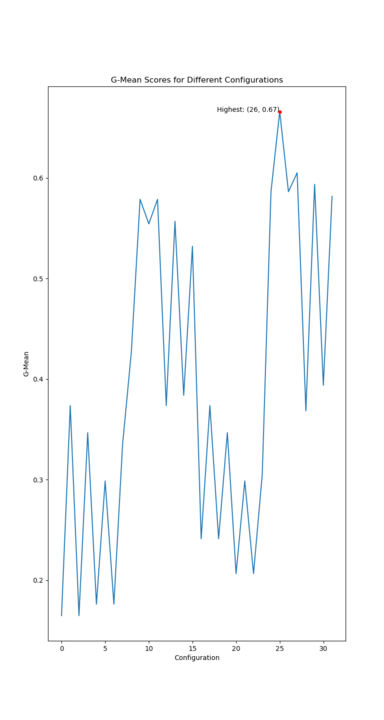 G-Mean Scores for Different Configurations
Highest: (26, 0.67)
0.6
0.5
0.4
0.3
0.2
G-Mean
0 5 10 15 20 25 30
Configuration